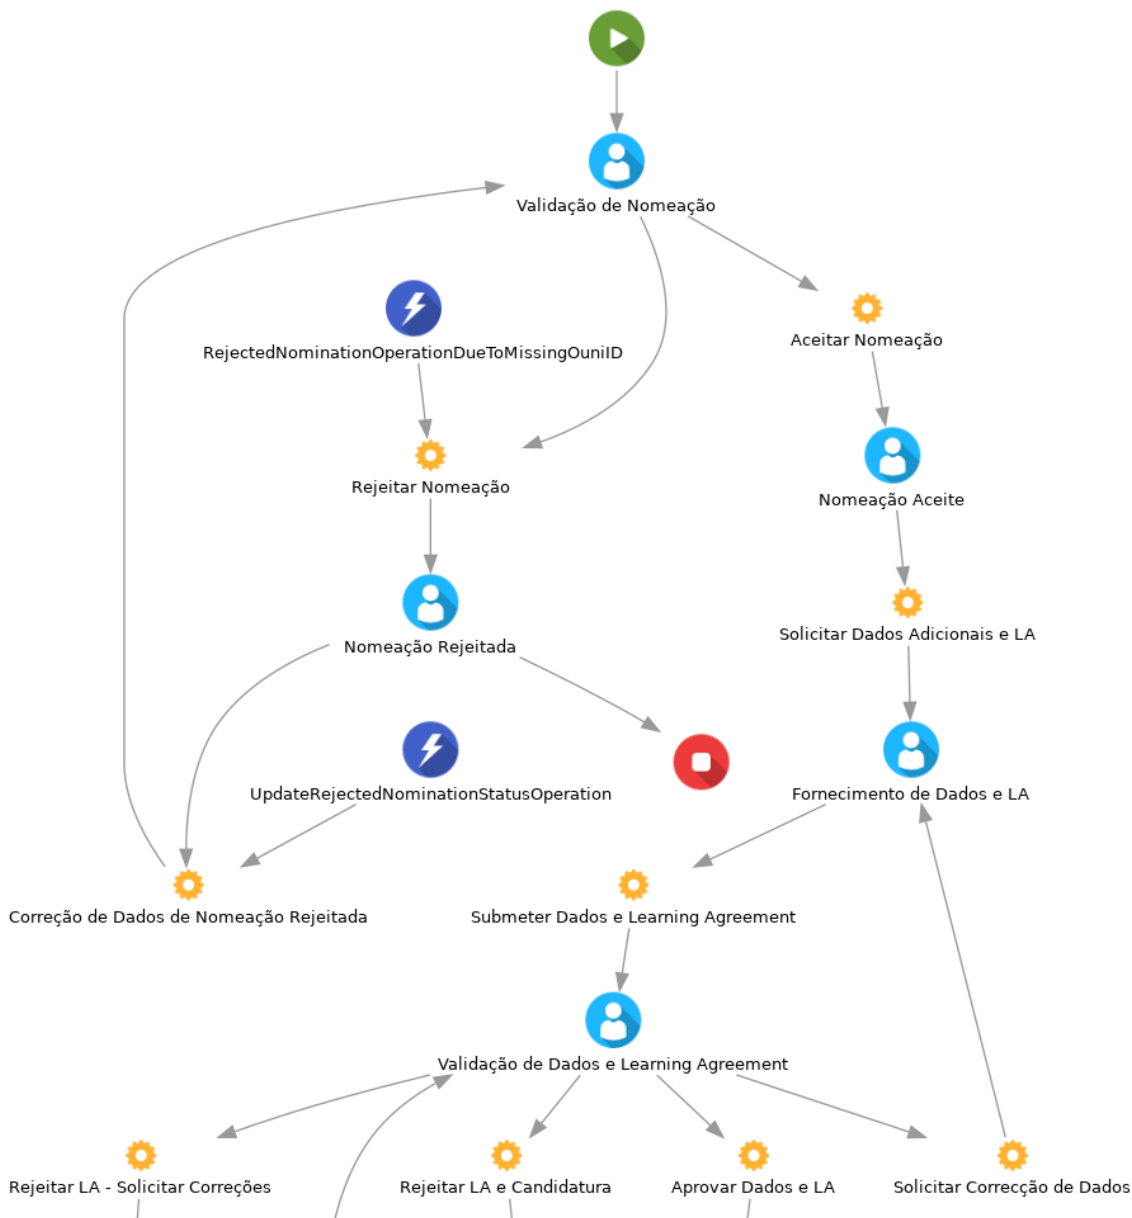 Validação de Nomeação
Aceitar Nomeação
RejectedNominationOperationDueToMissingOuniID
Rejeitar Nomeação
Nomeação Aceite
Solicitar Dados Adicionais e LA
Nomeação Rejeitada
UpdateRejectedNominationStatusOperation
Fornecimento de Dados e LA
Correção de Dados de Nomeação Rejeitada
Submeter Dados e Learning Agreement
Validação de Dados e Learning Agreement
Rejeitar LA - Solicitar Correções
Rejeitar LA e Candidatura
Aprovar Dados e LA
Solicitar Correcção de Dados